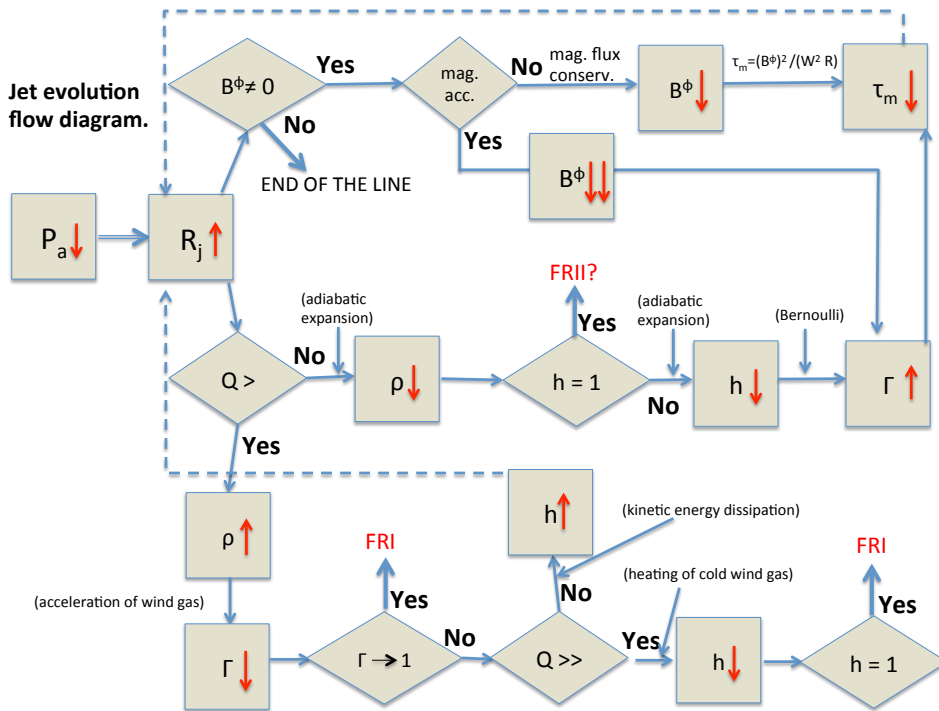 Jet evolution
flow diagram.
B^ϕ ≠ 0
Yes
No
END OF THE LINE
mag.
acc.
No
mag. flux
conserv.
Yes
B^ϕ
τ_m=(B^ϕ)^2/(W^2 R)
τ_m
B^ϕ
P_a
R_j
Q >
No
(adiabatic
expansion)
Yes
ρ
FRII?
Yes
h = 1
No
(adiabatic
expansion)
h
(Bernoulli)
Γ
ρ
(acceleration of wind gas)
Γ
FRI
Yes
Γ → 1
No
h
(kinetic energy dissipation)
No
Q >>
(heating of cold wind gas)
Yes
h
FRI
Yes
h = 1